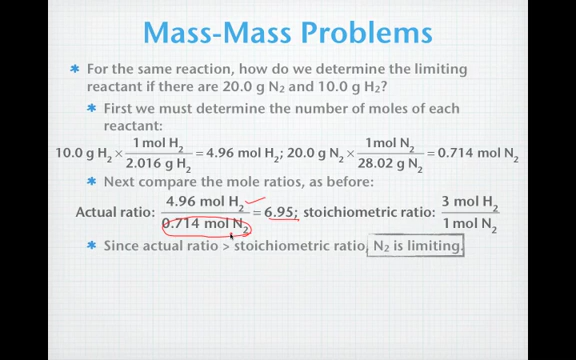 Mass-Mass Problems
* For the same reaction, how do we determine the limiting
reactant if there are 20.0 g N₂ and 10.0 g H₂?
* First we must determine the number of moles of each
reactant:
10.0 g H₂ × 1 mol H₂ / 2.016 g H₂ = 4.96 mol H₂; 20.0 g N₂ × 1mol N₂ / 28.02 g N₂ = 0.714 mol N₂
* Next compare the mole ratios, as before:
Actual ratio: 4.96 mol H₂ / 0.714 mol N₂ = 6.95; stoichiometric ratio: 3 mol H₂ / 1 mol N₂
* Since actual ratio > stoichiometric ratio, N₂ is limiting.